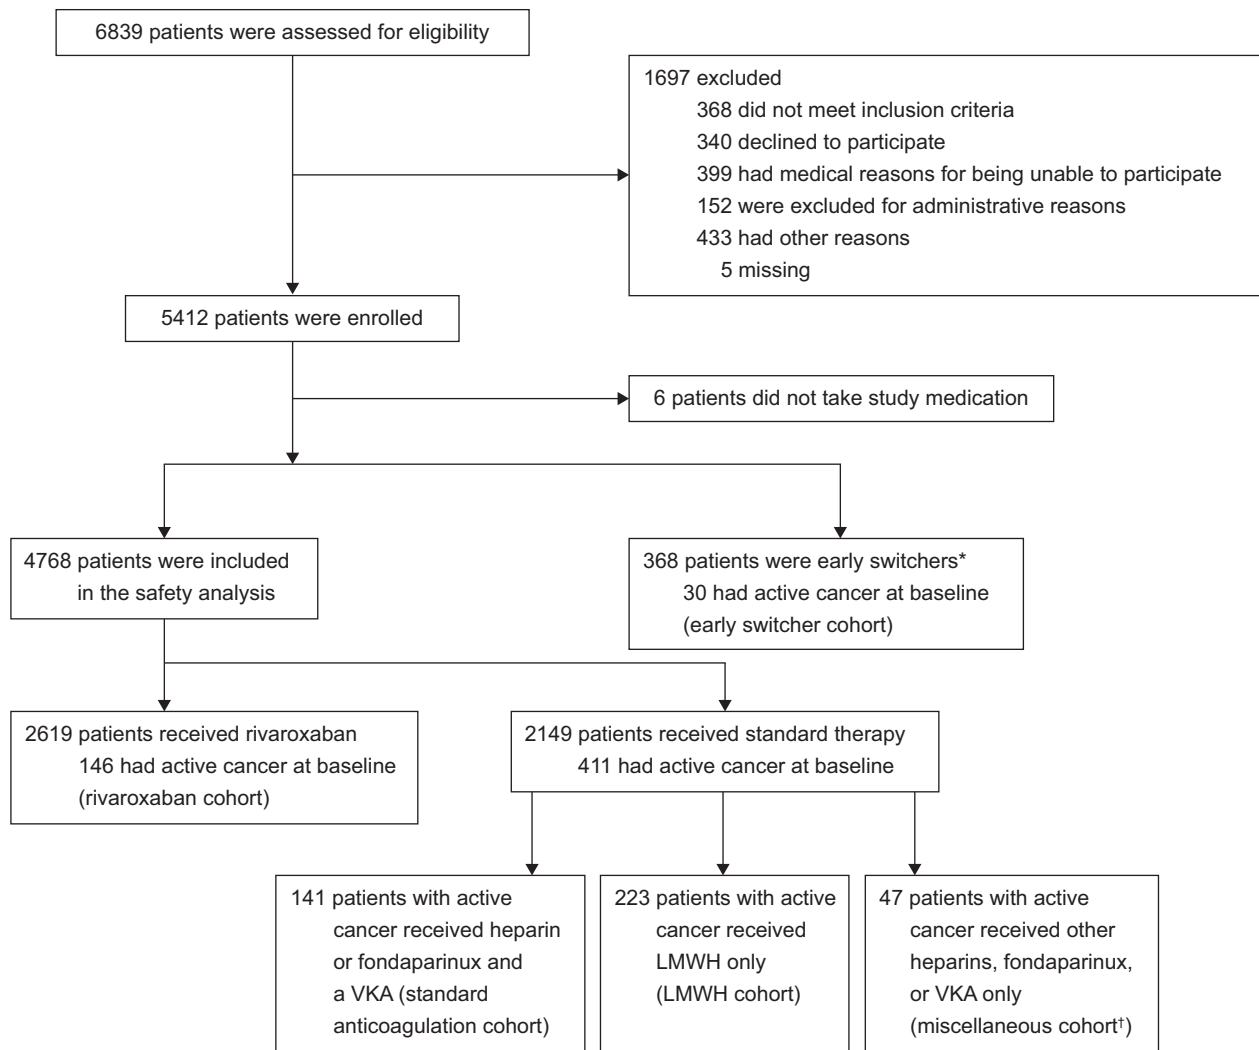 6839 patients were assessed for eligibility
1697 excluded
368 did not meet inclusion criteria
340 declined to participate
399 had medical reasons for being unable to participate
152 were excluded for administrative reasons
433 had other reasons
5 missing
5412 patients were enrolled
6 patients did not take study medication
4768 patients were included
in the safety analysis
368 patients were early switchers*
30 had active cancer at baseline
(early switcher cohort)
2619 patients received rivaroxaban
146 had active cancer at baseline
(rivaroxaban cohort)
2149 patients received standard therapy
411 had active cancer at baseline
141 patients with active
cancer received heparin
or fondaparinux and
a VKA (standard
anticoagulation cohort)
223 patients with active
cancer received
LMWH only
(LMWH cohort)
47 patients with active
cancer received other
heparins, fondaparinux,
or VKA only
(miscellaneous cohort†)